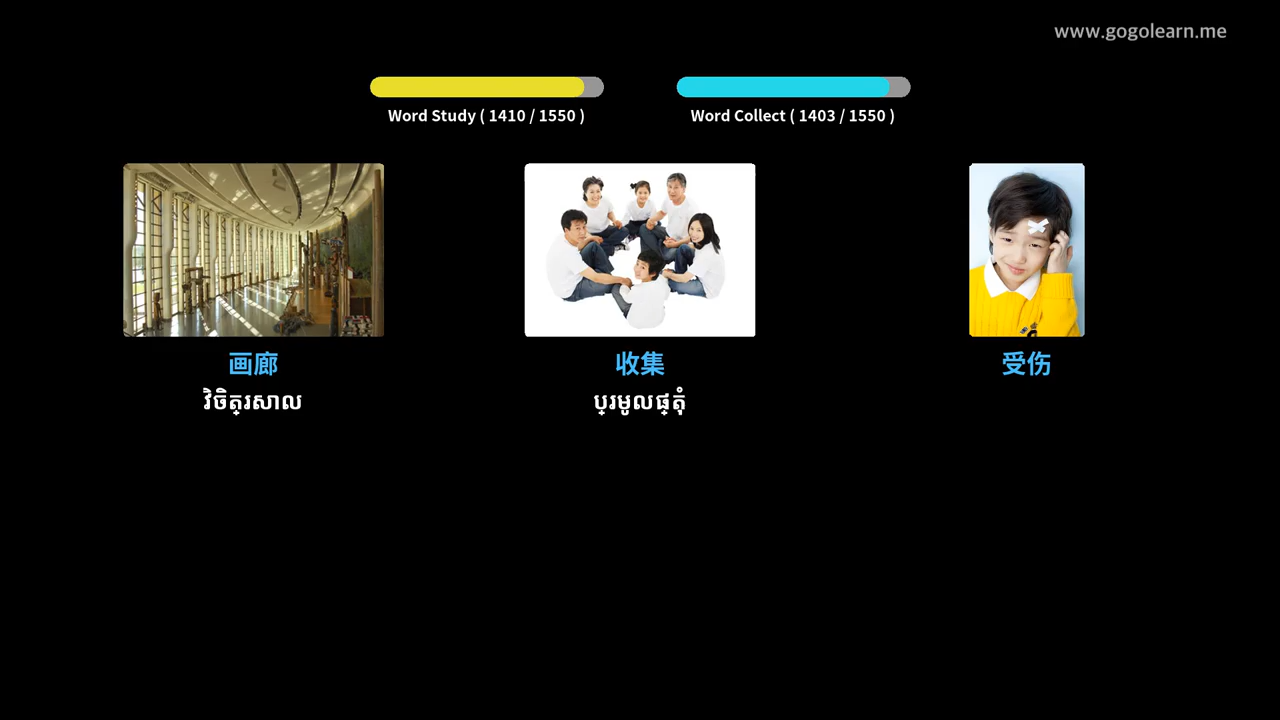 www.gogolearn.me
Word Study ( 1410 / 1550 )
Word Collect ( 1403 / 1550 )
画廊
收集
受伤
វិចិត្រសាល
ប្រមូលផ្តុំ